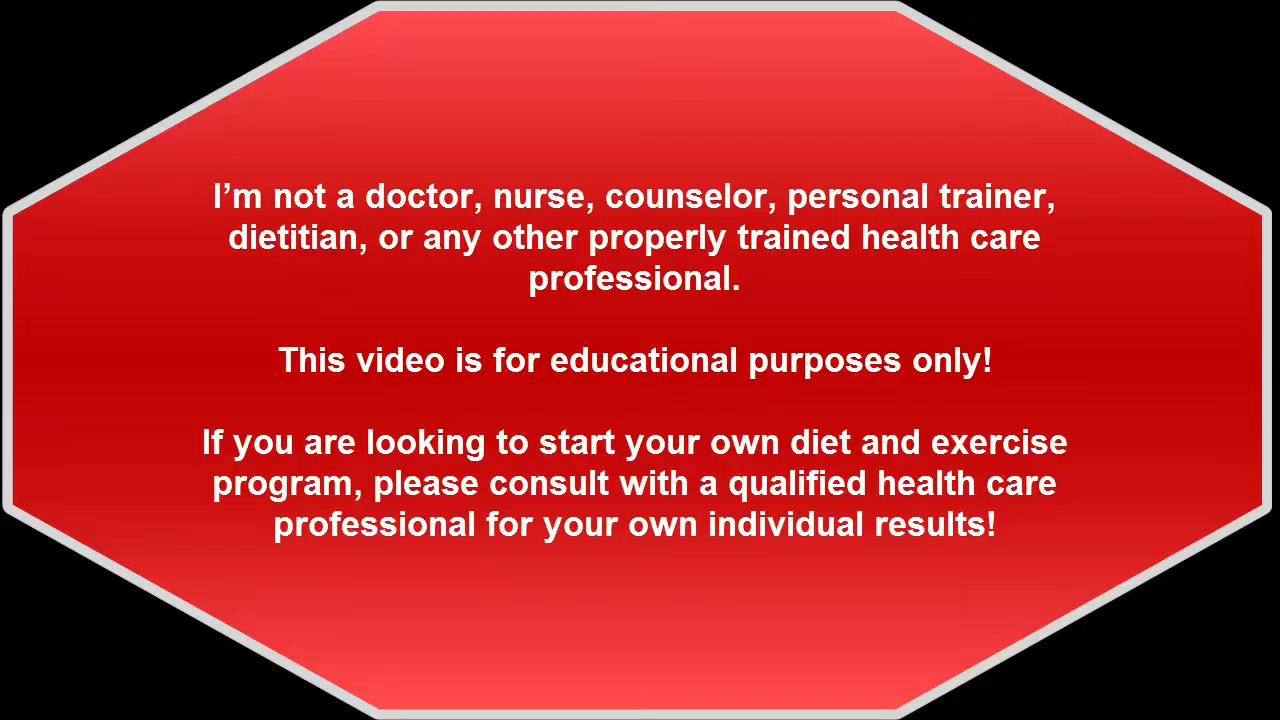 I’m not a doctor, nurse, counselor, personal trainer,
dietitian, or any other properly trained health care
professional.
This video is for educational purposes only!
If you are looking to start your own diet and exercise
program, please consult with a qualified health care
professional for your own individual results!